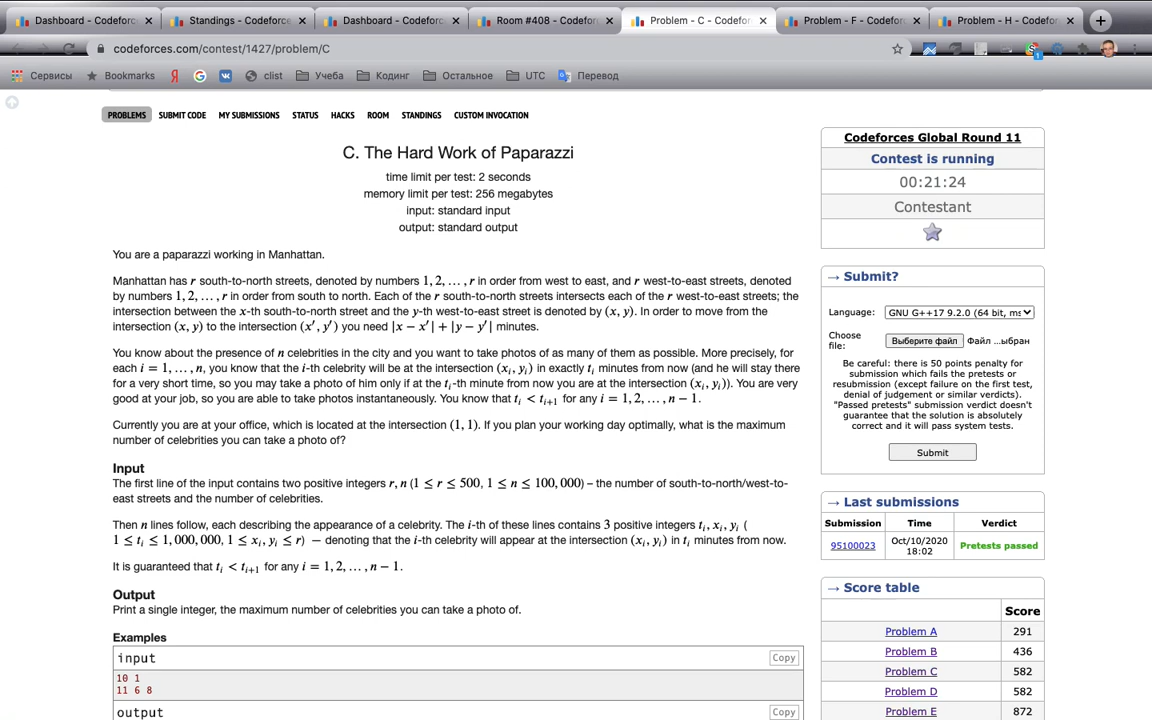 Dashboard - Codeforc
Standings - Codeforce
Dashboard - Codeforc
Room #408 - Codeforc
Problem - C - Codefor
Problem - F - Codefor
Problem - H - Codefor
codeforces.com/contest/1427/problem/C
Сервисы
Bookmarks
clist
Учеба
Кодинг
Остальное
UTC
Перевод
PROBLEMS SUBMIT CODE MY SUBMISSIONS STATUS HACKS ROOM STANDINGS CUSTOM INVOCATION
C. The Hard Work of Paparazzi
time limit per test: 2 seconds
memory limit per test: 256 megabytes
input: standard input
output: standard output
You are a paparazzi working in Manhattan.
Manhattan has r south-to-north streets, denoted by numbers 1, 2, …, r in order from west to east, and r west-to-east streets, denoted
by numbers 1, 2, …, r in order from south to north. Each of the r south-to-north streets intersects each of the r west-to-east streets; the
intersection between the x-th south-to-north street and the y-th west-to-east street is denoted by (x, y). In order to move from the
intersection (x, y) to the intersection (x′, y′) you need |x − x′| + |y − y′| minutes.
You know about the presence of n celebrities in the city and you want to take photos of as many of them as possible. More precisely, for
each i = 1, …, n, you know that the i-th celebrity will be at the intersection (xi, yi) in exactly ti minutes from now (and he will stay there
for a very short time, so you may take a photo of him only if at the ti-th minute from now you are at the intersection (xi, yi)). You are very
good at your job, so you are able to take photos instantaneously. You know that ti < ti+1 for any i = 1, 2, …, n − 1.
Currently you are at your office, which is located at the intersection (1, 1). If you plan your working day optimally, what is the maximum
number of celebrities you can take a photo of?
Input
The first line of the input contains two positive integers r, n (1 ≤ r ≤ 500, 1 ≤ n ≤ 100,000) – the number of south-to-north/west-to-
east streets and the number of celebrities.
Then n lines follow, each describing the appearance of a celebrity. The i-th of these lines contains 3 positive integers ti, xi, yi (
1 ≤ ti ≤ 1,000,000, 1 ≤ xi, yi ≤ r) — denoting that the i-th celebrity will appear at the intersection (xi, yi) in ti minutes from now.
It is guaranteed that ti < ti+1 for any i = 1, 2, …, n − 1.
Output
Print a single integer, the maximum number of celebrities you can take a photo of.
Examples
input
Copy
10 1
11 6 8
output
Copy
Codeforces Global Round 11
Contest is running
00:21:24
Contestant
→ Submit?
Language: GNU G++17 9.2.0 (64 bit, ms
Choose
file:
Выберите файл Файл ...ыбран
Be careful: there is 50 points penalty for
submission which fails the pretests or
resubmission (except failure on the first test,
denial of judgement or similar verdicts).
"Passed pretests" submission verdict doesn't
guarantee that the solution is absolutely
correct and it will pass system tests.
Submit
→ Last submissions
Submission Time Verdict
95100023 Oct/10/2020 Pretests passed
18:02
→ Score table
Score
Problem A 291
Problem B 436
Problem C 582
Problem D 582
Problem E 872